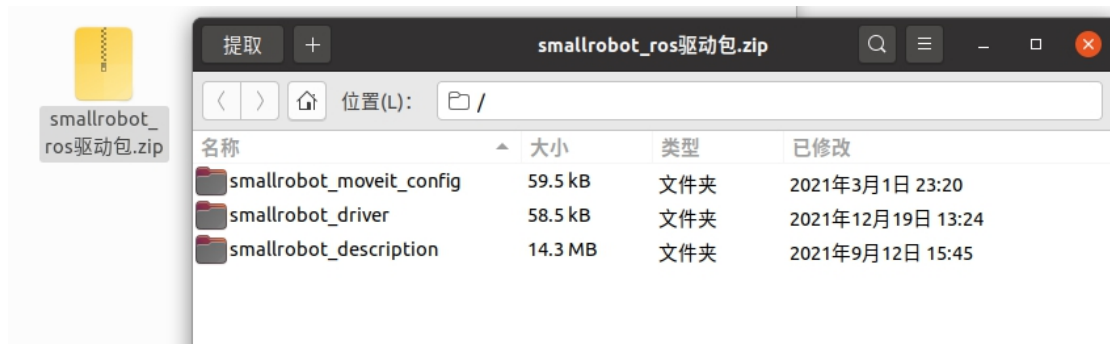 smallrobot_
ros驱动包.zip
提取
smallrobot_ros驱动包.zip
位置(L): /
名称 大小 类型 已修改
smallrobot_moveit_config 59.5 kB 文件夹 2021年3月1日 23:20
smallrobot_driver 58.5 kB 文件夹 2021年12月19日 13:24
smallrobot_description 14.3 MB 文件夹 2021年9月12日 15:45